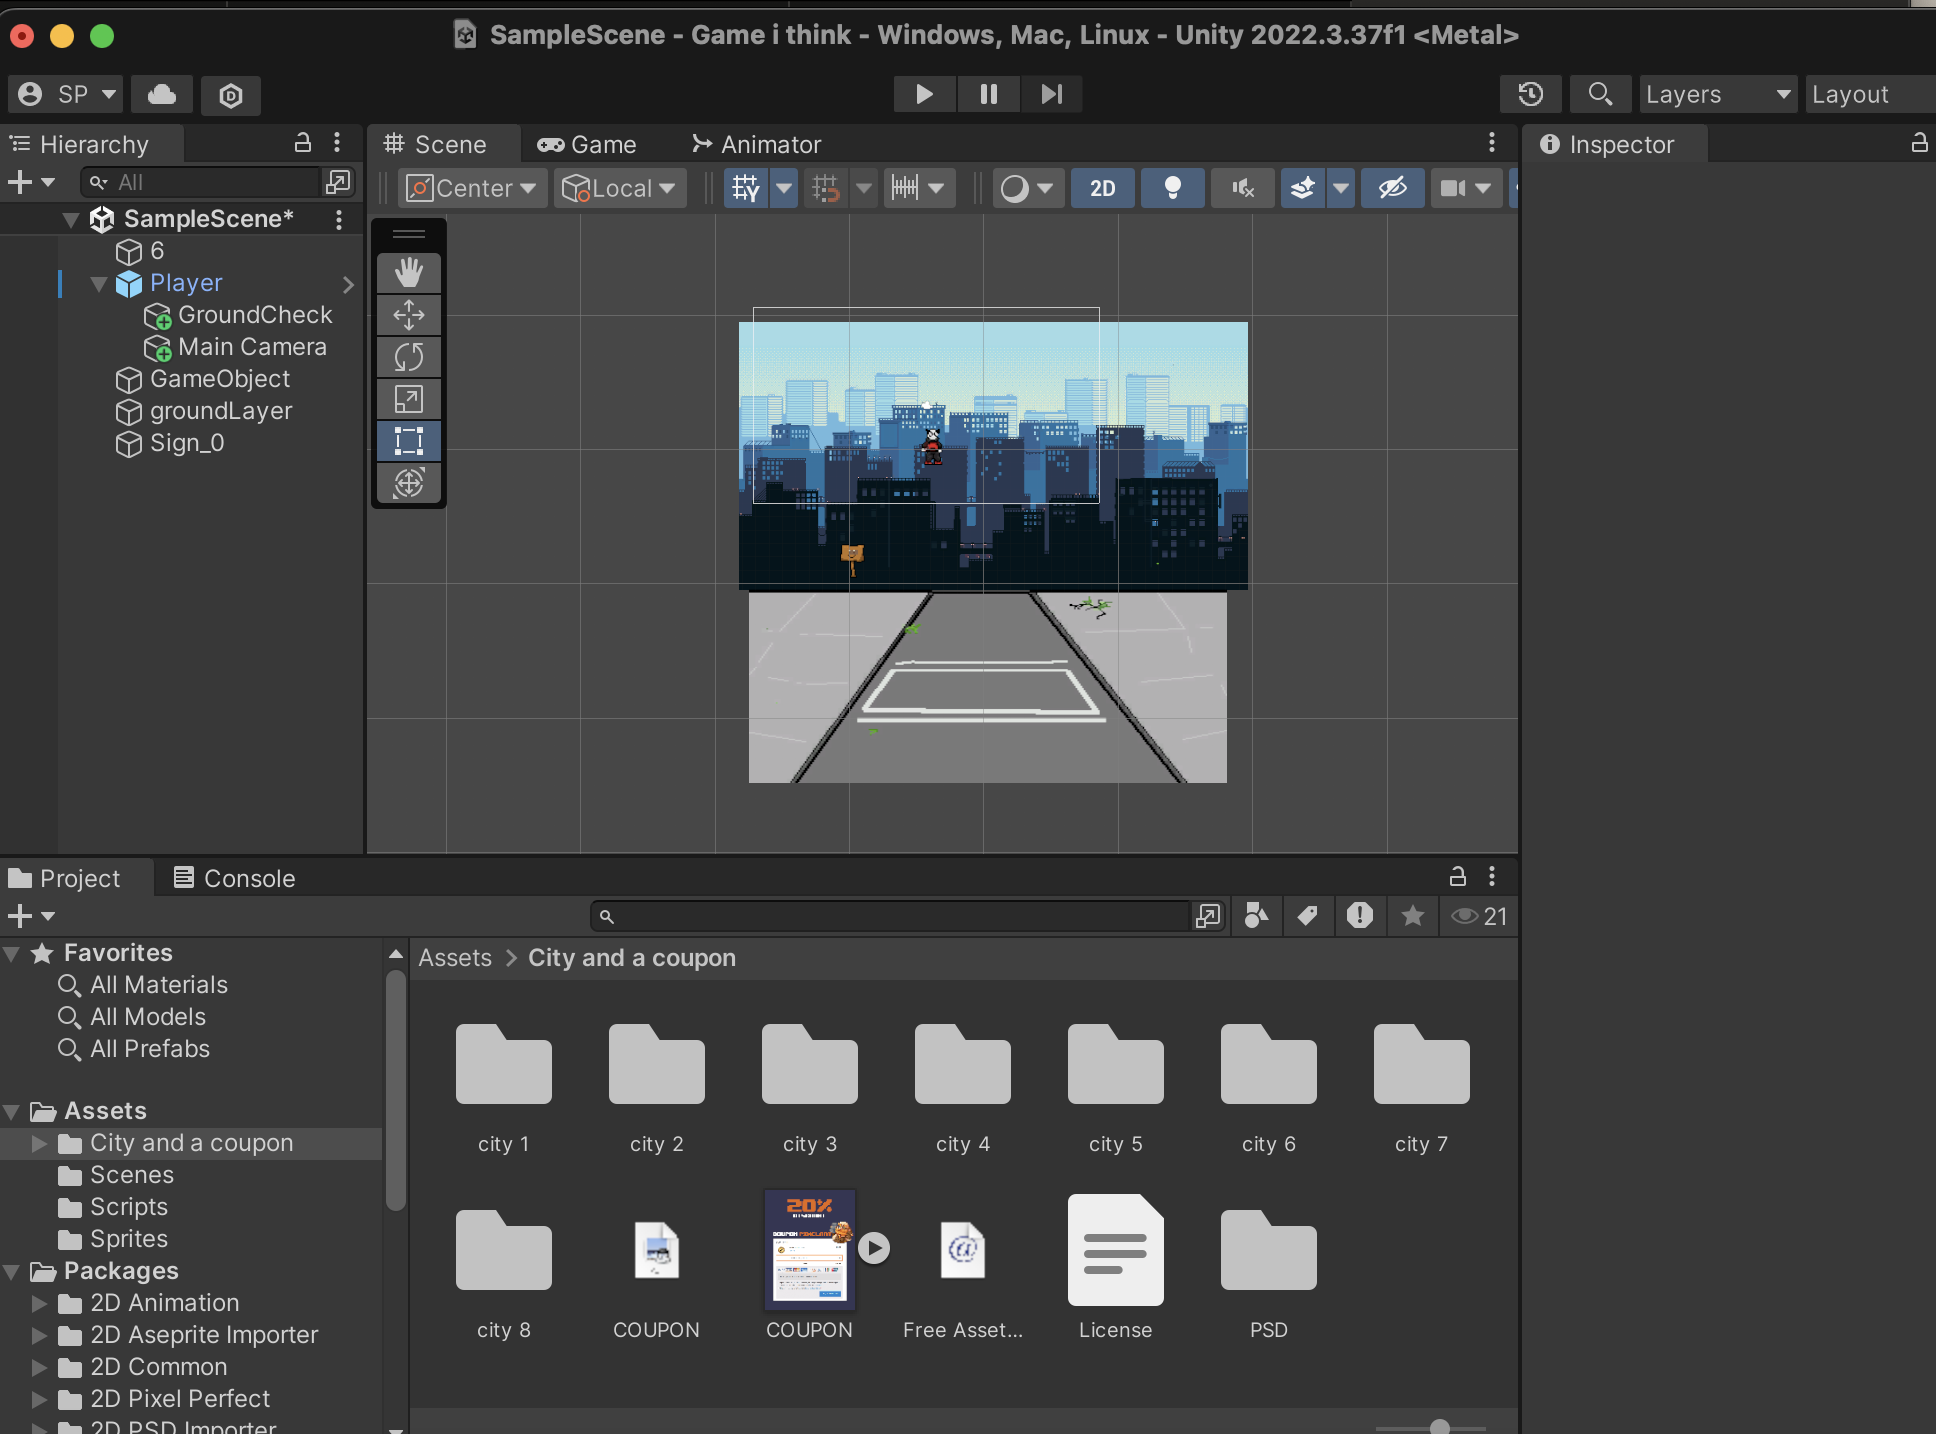 SampleScene - Game i think - Windows, Mac, Linux - Unity 2022.3.37f1 <Metal>
SP
Layers
Layout
Hierarchy
Scene
Game
Animator
Inspector
All
Center
Local
2D
SampleScene*
6
Player
GroundCheck
Main Camera
GameObject
groundLayer
Sign_0
Project
Console
21
Favorites
All Materials
All Models
All Prefabs
Assets
City and a coupon
Scenes
Scripts
Sprites
Packages
2D Animation
2D Aseprite Importer
2D Common
2D Pixel Perfect
2D PSD Importer
Assets > City and a coupon
city 1
city 2
city 3
city 4
city 5
city 6
city 7
20%
city 8
COUPON
COUPON
Free Asset...
License
PSD